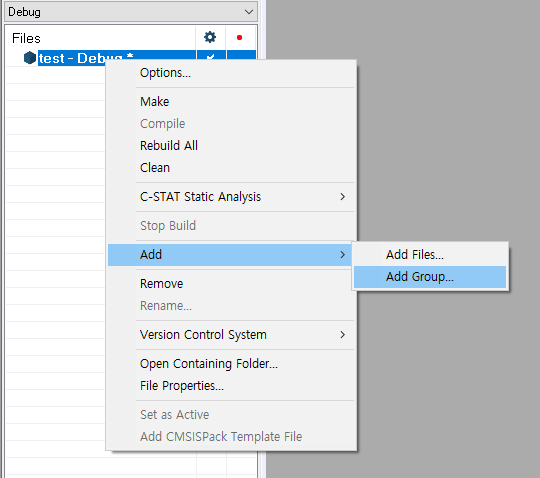 Debug
Files
test - Debug *
Options...
Make
Compile
Rebuild All
Clean
C-STAT Static Analysis
Stop Build
Add
Add Files...
Add Group...
Remove
Rename...
Version Control System
Open Containing Folder...
File Properties...
Set as Active
Add CMSISPack Template File